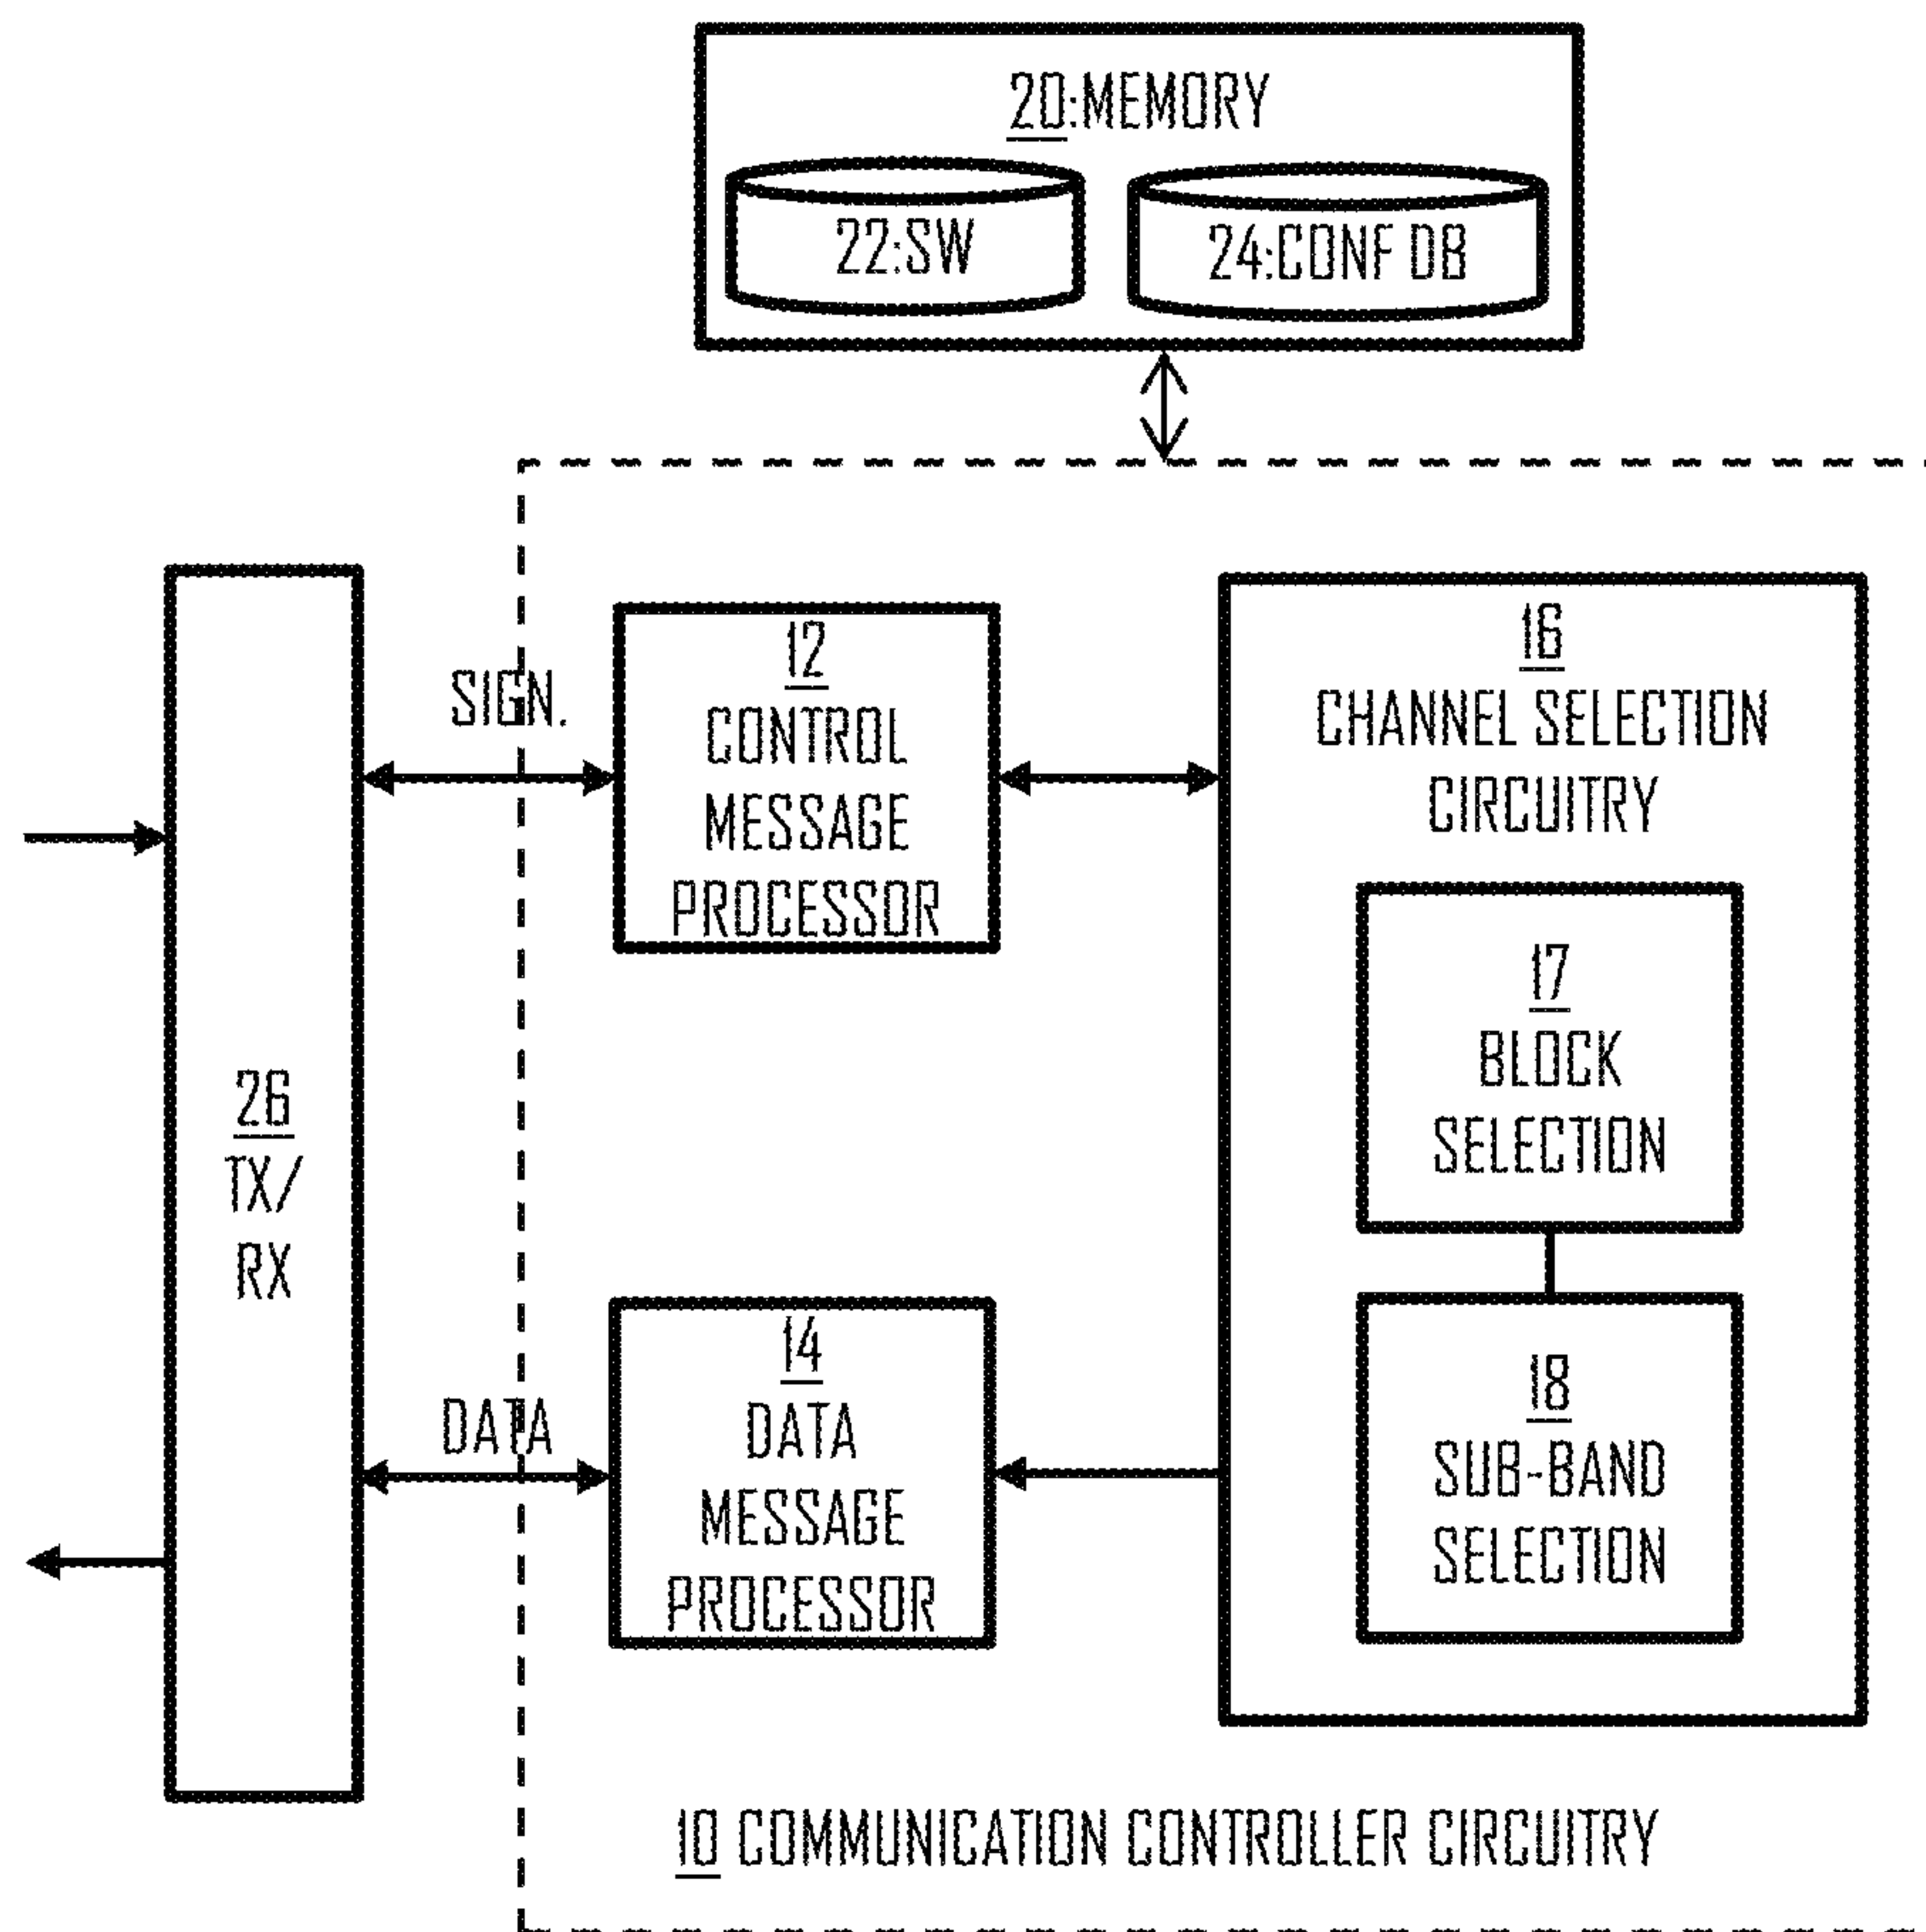 20:MEMORY
22:SW
24:CONF DB
SIGN.
12
CONTROL
MESSAGE
PROCESSOR
16
CHANNEL SELECTION
CIRCUITRY
17
BLOCK
SELECTION
26
TX/
RX
DATA
14
DATA
MESSAGE
PROCESSOR
18
SUB-BAND
SELECTION
10 COMMUNICATION CONTROLLER CIRCUITRY